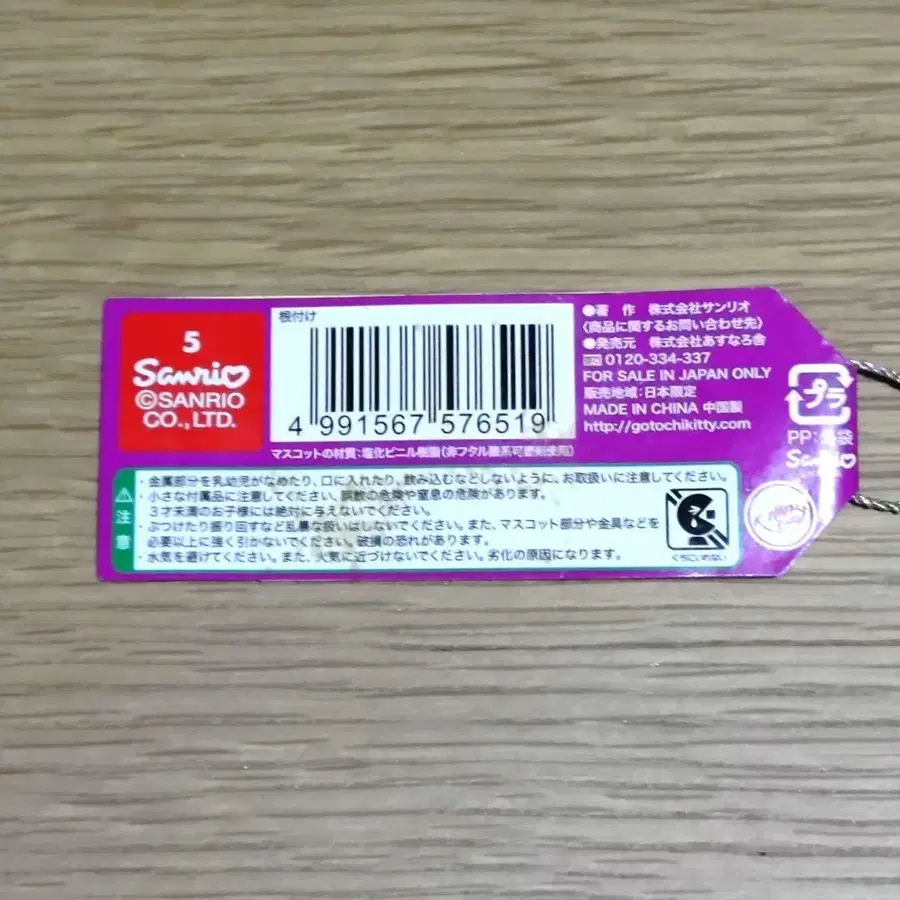 5
Sanrio
©SANRIO
CO.,LTD.
根付け
4 991567 576519
マスコットの材質:塩化ビニル樹脂(非フタル酸系可塑剤使用)
●著 作 株式会社サンリオ
〈商品に関するお問い合わせ先〉
●発売元 株式会社あすなろ舎
0120-334-337
FOR SALE IN JAPAN ONLY
販売地域:日本限定
MADE IN CHINA 中国製
http://gotochikitty.com
プラ
PP:外袋
Sanrio
注意
・金属部分を乳幼児がなめたり、口に入れたり、飲み込むなどしないように、お取扱いに注意してください。
・小さな付属品に注意してください。誤飲の危険や窒息の危険があります。
3才未満のお子様には絶対に与えないでください。
・ぶつけたり振り回すなど乱暴な扱いはしないでください。また、マスコット部分や金具などを
必要以上に強く引かないでください。破損の恐れがあります。
・水気を避けてください。また、火気に近づけないでください。劣化の原因になります。
くちにいれない